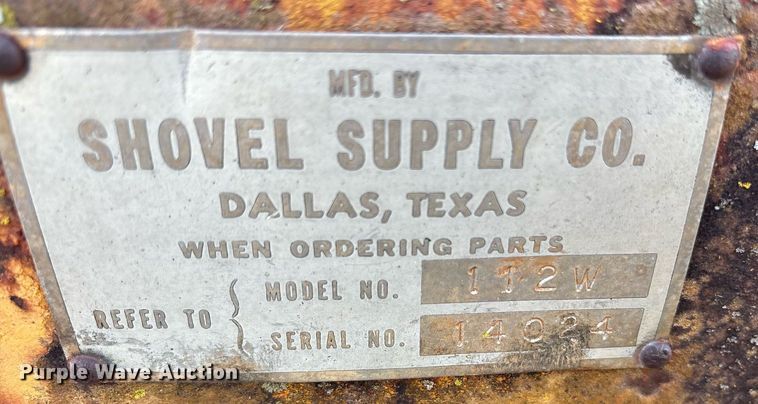 MFD. BY
SHOVEL SUPPLY CO.
DALLAS, TEXAS
WHEN ORDERING PARTS
REFER TO { MODEL NO. 112W
SERIAL NO. 14024
Purple Wave Auction